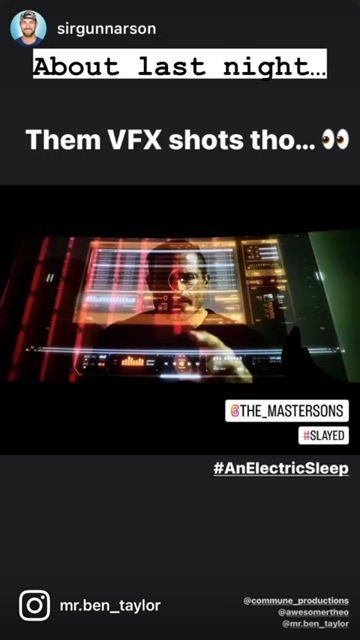 sirgunnarson
About last night…
Them VFX shots tho... 👀
@THE_MASTERSONS
#SLAYED
#AnElectricSleep
mr.ben_taylor
@commune_productions
@awesomertheo
@mr.ben_taylor